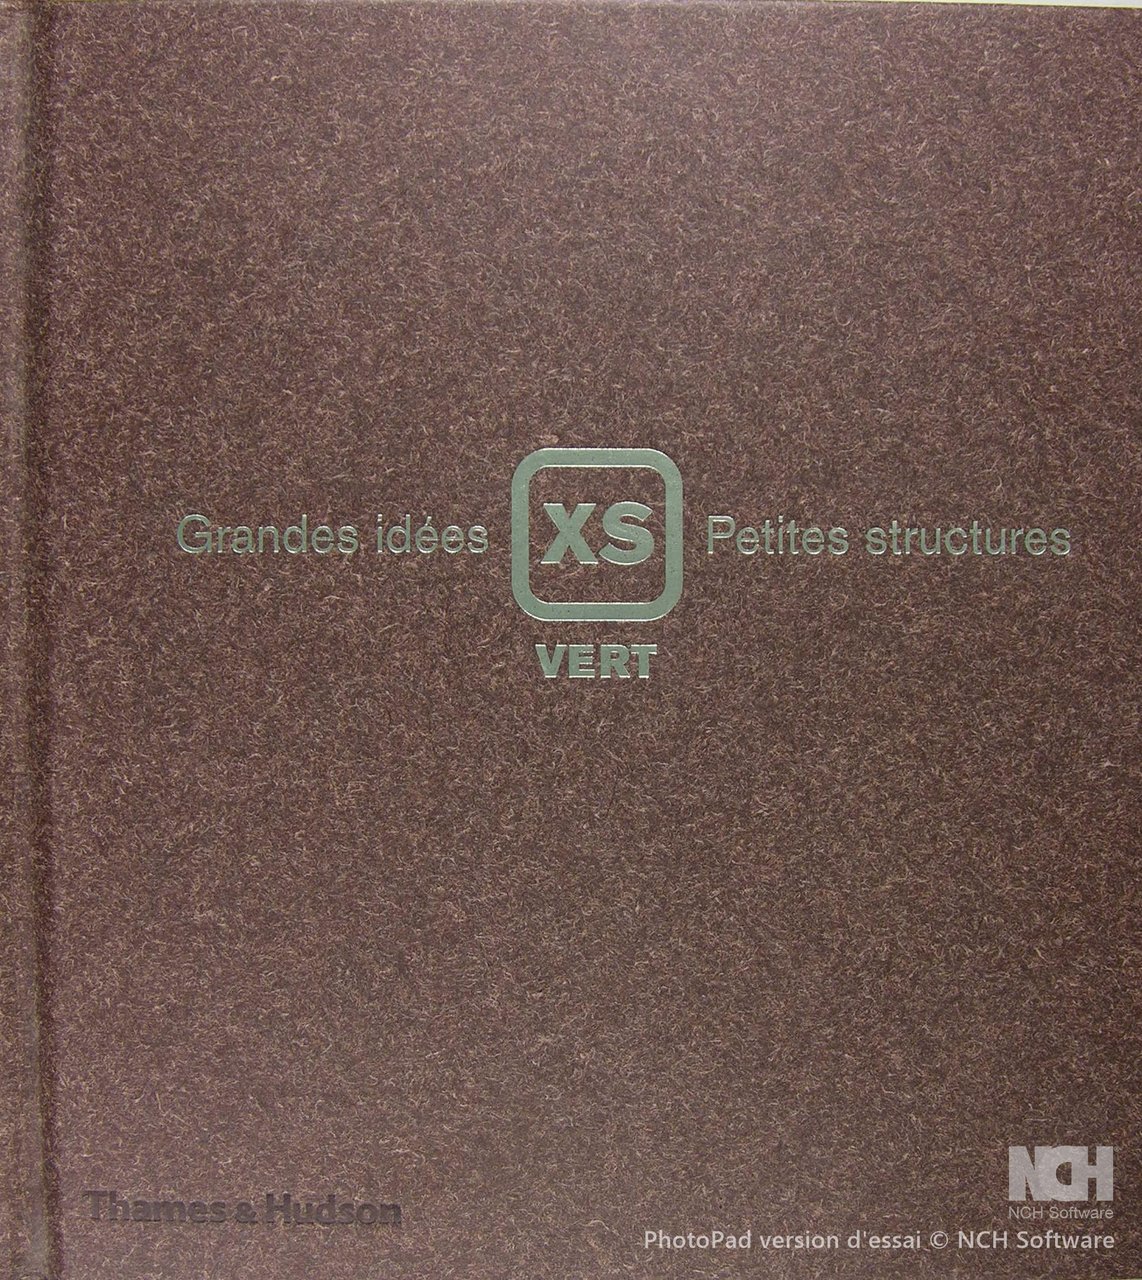 Grandes idées XS Petites structures
VERT
Thames & Hudson
NCH
NCH Software
PhotoPad version d'essai © NCH Software